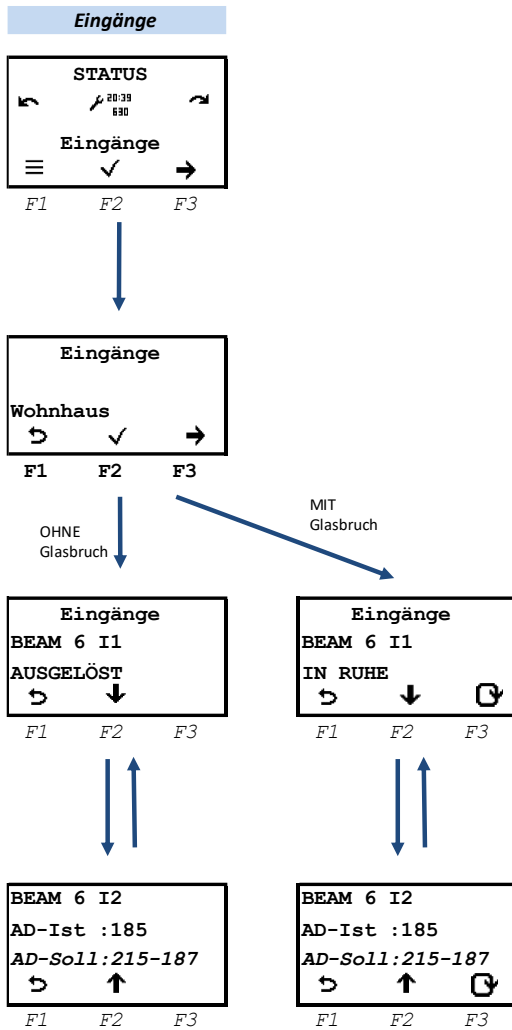 Eingänge
STATUS
20:39
630
Eingänge
F1 F2 F3
Eingänge
Wohnhaus
F1 F2 F3
OHNE
Glasbruch
MIT
Glasbruch
Eingänge
BEAM 6 I1
AUSGELÖST
F1 F2 F3
Eingänge
BEAM 6 I1
IN RUHE
F1 F2 F3
BEAM 6 I2
AD-Ist :185
AD-Soll:215-187
F1 F2 F3
BEAM 6 I2
AD-Ist :185
AD-Soll:215-187
F1 F2 F3